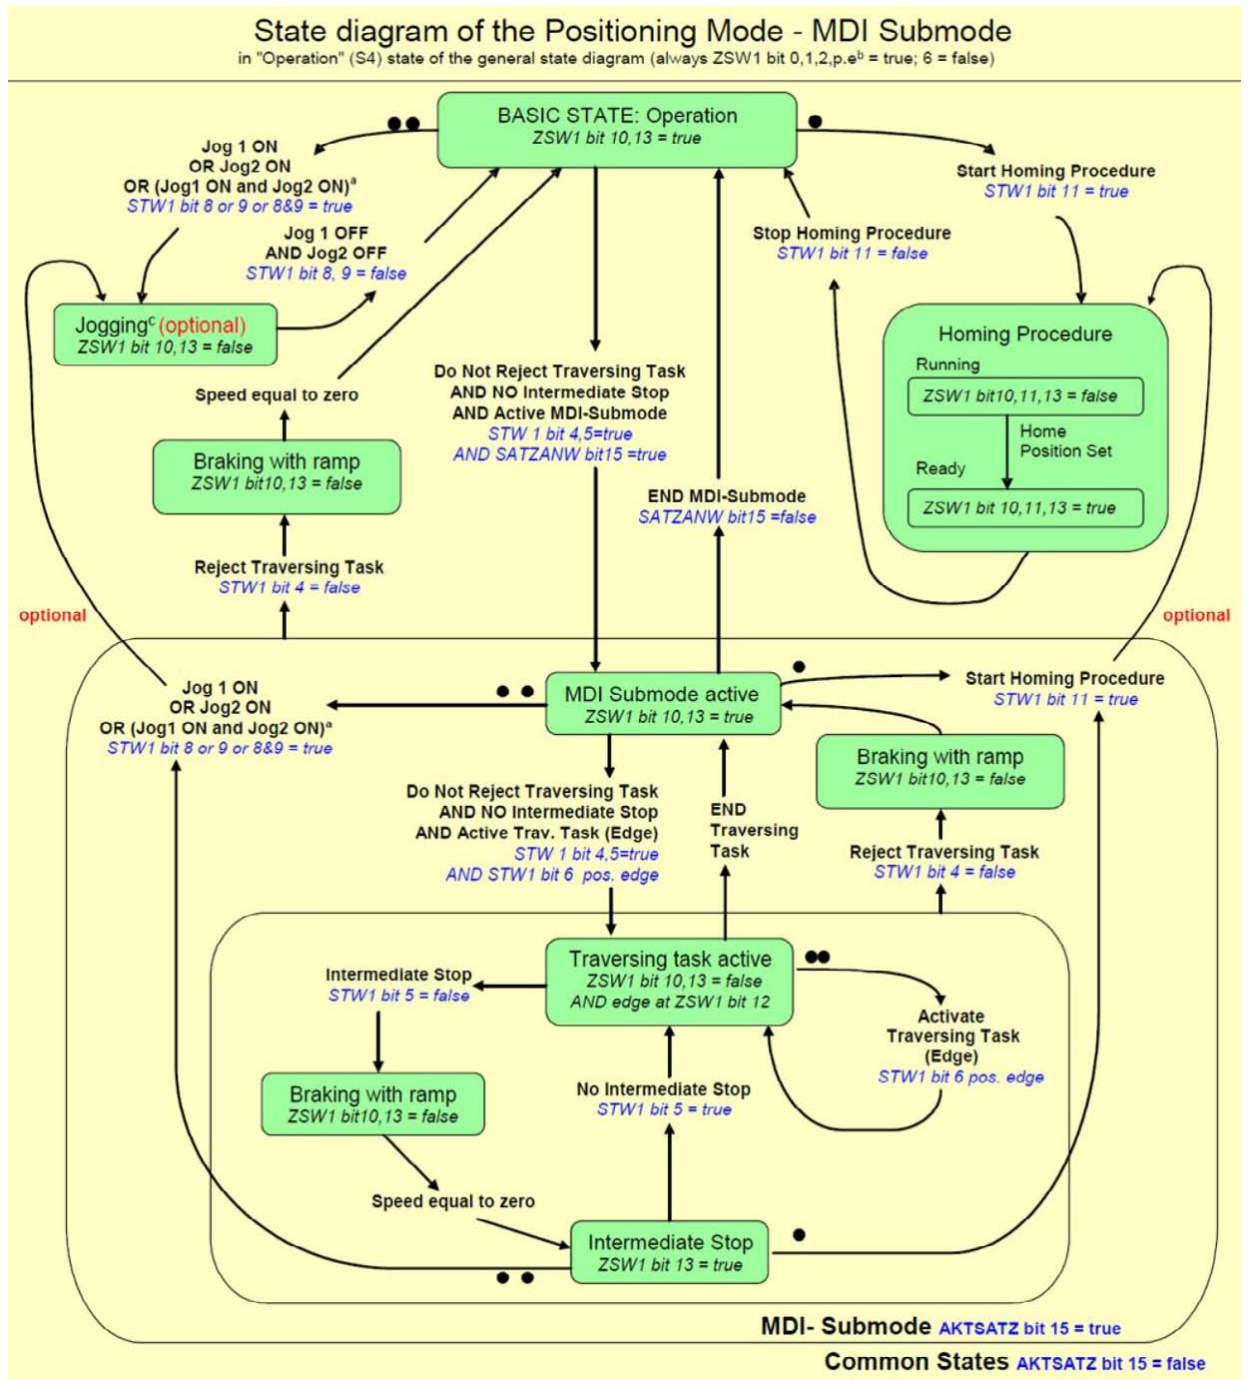 State diagram of the Positioning Mode - MDI Submode
in "Operation" (S4) state of the general state diagram (always ZSW1 bit 0,1,2,p.eᵇ = true; 6 = false)
BASIC STATE: Operation
ZSW1 bit 10,13 = true
Jog 1 ON
OR Jog2 ON
OR (Jog1 ON and Jog2 ON)ᵃ
STW1 bit 8 or 9 or 8&9 = true
Start Homing Procedure
STW1 bit 11 = true
Jog 1 OFF
AND Jog2 OFF
STW1 bit 8, 9 = false
Stop Homing Procedure
STW1 bit 11 = false
Joggingᶜ (optional)
ZSW1 bit 10,13 = false
Homing Procedure
Running
ZSW1 bit10,11,13 = false
Home
Position Set
Ready
ZSW1 bit 10,11,13 = true
Speed equal to zero
Do Not Reject Traversing Task
AND NO Intermediate Stop
AND Active MDI-Submode
STW 1 bit 4,5=true
AND SATZANW bit15 =true
Braking with ramp
ZSW1 bit10,13 = false
END MDI-Submode
SATZANW bit15 =false
Reject Traversing Task
STW1 bit 4 = false
optional
optional
Jog 1 ON
OR Jog2 ON
OR (Jog1 ON and Jog2 ON)ᵃ
STW1 bit 8 or 9 or 8&9 = true
MDI Submode active
ZSW1 bit 10,13 = true
Start Homing Procedure
STW1 bit 11 = true
Braking with ramp
ZSW1 bit10,13 = false
Do Not Reject Traversing Task
AND NO Intermediate Stop
AND Active Trav. Task (Edge)
STW 1 bit 4,5=true
AND STW1 bit 6 pos. edge
END
Traversing
Task
Reject Traversing Task
STW1 bit 4 = false
Traversing task active
ZSW1 bit 10,13 = false
AND edge at ZSW1 bit 12
Intermediate Stop
STW1 bit 5 = false
Activate
Traversing Task
(Edge)
STW1 bit 6 pos. edge
Braking with ramp
ZSW1 bit10,13 = false
No Intermediate Stop
STW1 bit 5 = true
Speed equal to zero
Intermediate Stop
ZSW1 bit 13 = true
MDI- Submode AKTSATZ bit 15 = true
Common States AKTSATZ bit 15 = false